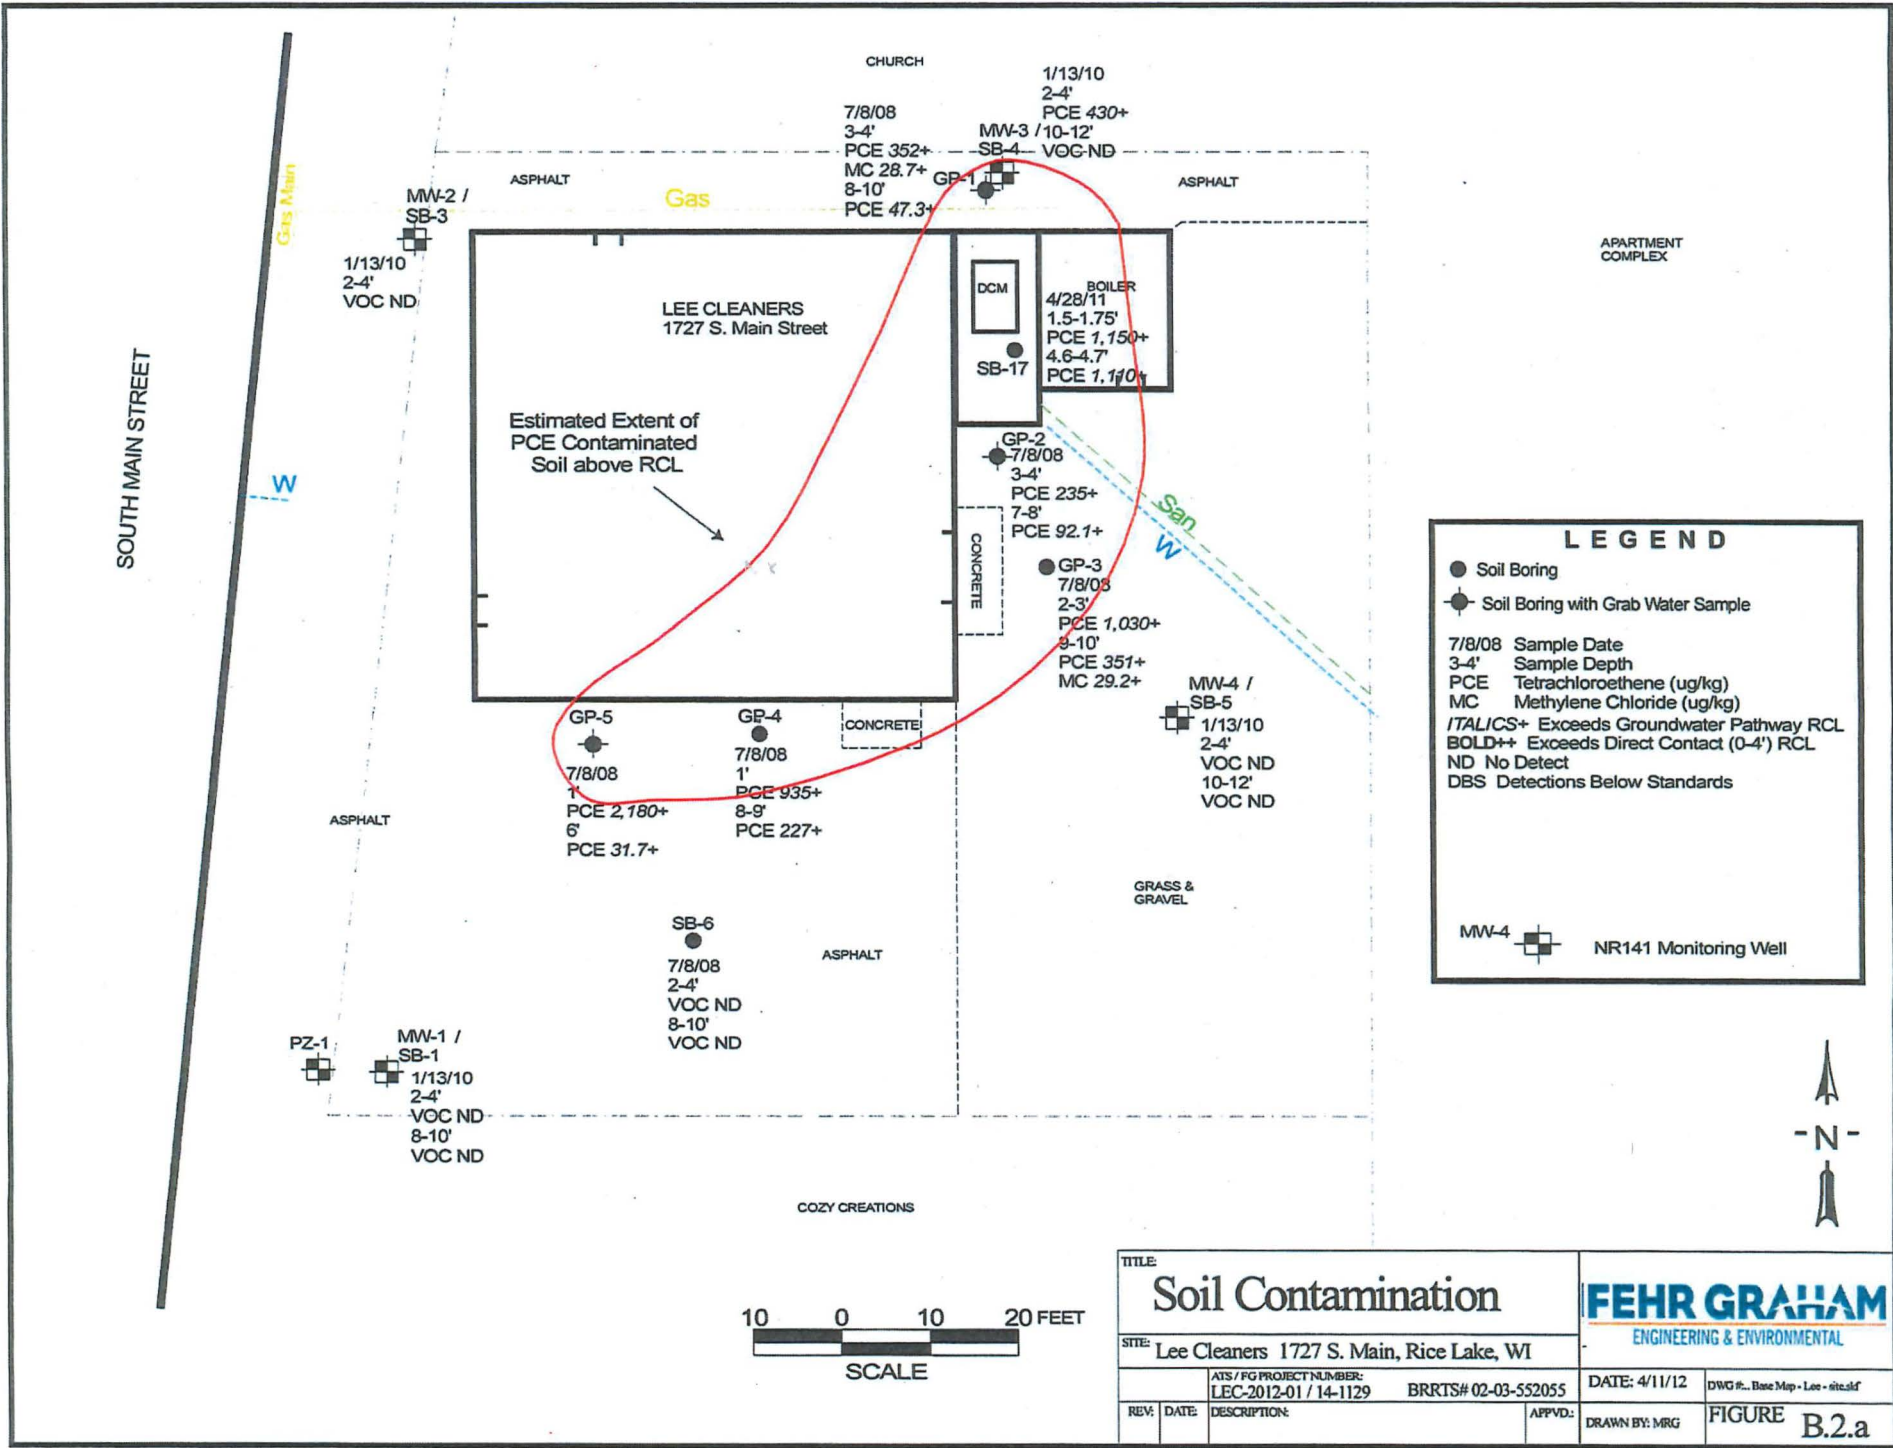 CHURCH
1/13/10
2-4'
PCE 430+
10-12'
VOC ND
7/8/08
3-4'
PCE 352+
MC 28.7+
8-10'
PCE 47.3+
MW-3 /
SB-4
GP-1
ASPHALT
ASPHALT
Gas Main
Gas
MW-2 /
SB-3
1/13/10
2-4'
VOC ND
APARTMENT
COMPLEX
LEE CLEANERS
1727 S. Main Street
DCM
BOILER
4/28/11
1.5-1.75'
PCE 1,150+
4.6-4.7'
PCE 1,110+
SB-17
SOUTH MAIN STREET
Estimated Extent of
PCE Contaminated
Soil above RCL
W
GP-2
7/8/08
3-4'
PCE 235+
7-8'
PCE 92.1+
San
W
CONCRETE
GP-3
7/8/08
2-3'
PCE 1,030+
9-10'
PCE 351+
MC 29.2+
LEGEND
Soil Boring
Soil Boring with Grab Water Sample
7/8/08 Sample Date
3-4' Sample Depth
PCE Tetrachloroethene (ug/kg)
MC Methylene Chloride (ug/kg)
ITALICS+ Exceeds Groundwater Pathway RCL
BOLD++ Exceeds Direct Contact (0-4') RCL
ND No Detect
DBS Detections Below Standards
MW-4
NR141 Monitoring Well
MW-4 /
SB-5
1/13/10
2-4'
VOC ND
10-12'
VOC ND
GP-5
7/8/08
1'
PCE 2,180+
6'
PCE 31.7+
GP-4
7/8/08
1'
PCE 935+
8-9'
PCE 227+
CONCRETE
ASPHALT
GRASS &
GRAVEL
SB-6
7/8/08
2-4'
VOC ND
8-10'
VOC ND
ASPHALT
PZ-1
MW-1 /
SB-1
1/13/10
2-4'
VOC ND
8-10'
VOC ND
-N-
COZY CREATIONS
10 0 10 20 FEET
SCALE
TITLE:
Soil Contamination
SITE: Lee Cleaners 1727 S. Main, Rice Lake, WI
ATS / FG PROJECT NUMBER:
LEC-2012-01 / 14-1129 BRRTS# 02-03-552055
REV: DATE: DESCRIPTION: APPVD.:
FEHR GRAHAM
ENGINEERING & ENVIRONMENTAL
DATE: 4/11/12
DWG #:... Base Map - Lee - site.skf
DRAWN BY: MRG
FIGURE B.2.a